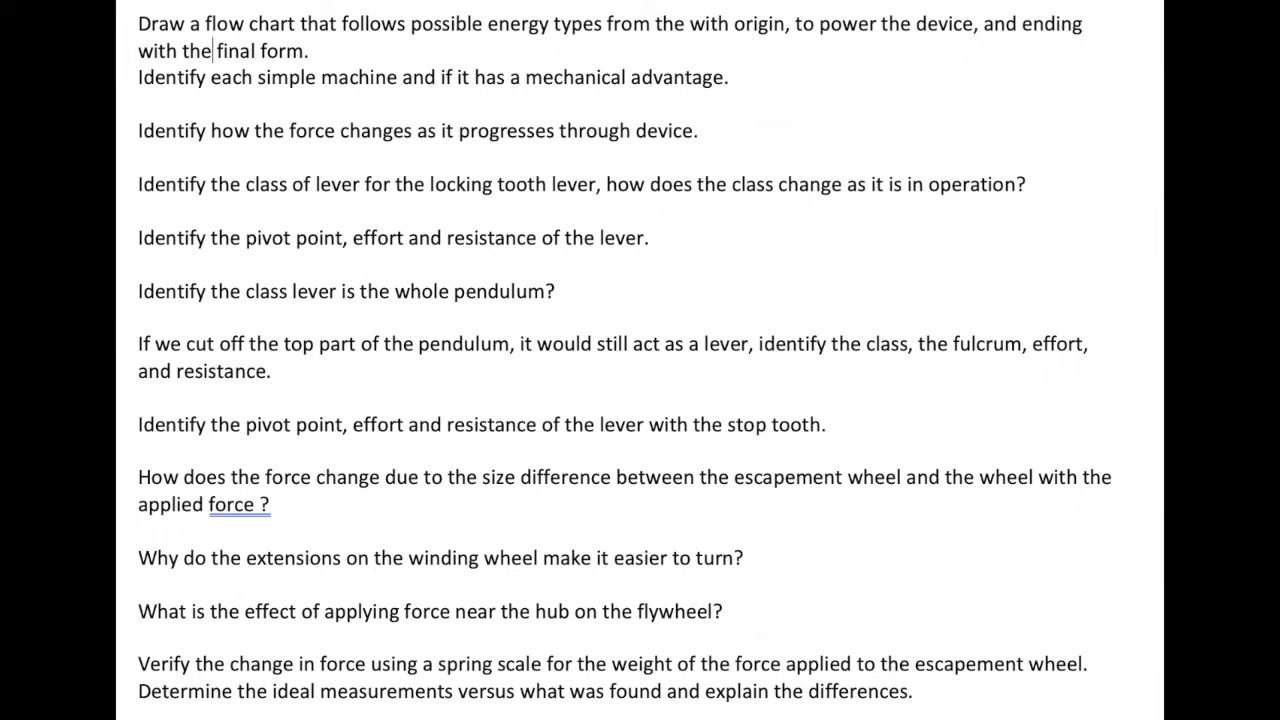 Draw a flow chart that follows possible energy types from the with origin, to power the device, and ending
with the final form.
Identify each simple machine and if it has a mechanical advantage.
Identify how the force changes as it progresses through device.
Identify the class of lever for the locking tooth lever, how does the class change as it is in operation?
Identify the pivot point, effort and resistance of the lever.
Identify the class lever is the whole pendulum?
If we cut off the top part of the pendulum, it would still act as a lever, identify the class, the fulcrum, effort,
and resistance.
Identify the pivot point, effort and resistance of the lever with the stop tooth.
How does the force change due to the size difference between the escapement wheel and the wheel with the
applied force ?
Why do the extensions on the winding wheel make it easier to turn?
What is the effect of applying force near the hub on the flywheel?
Verify the change in force using a spring scale for the weight of the force applied to the escapement wheel.
Determine the ideal measurements versus what was found and explain the differences.